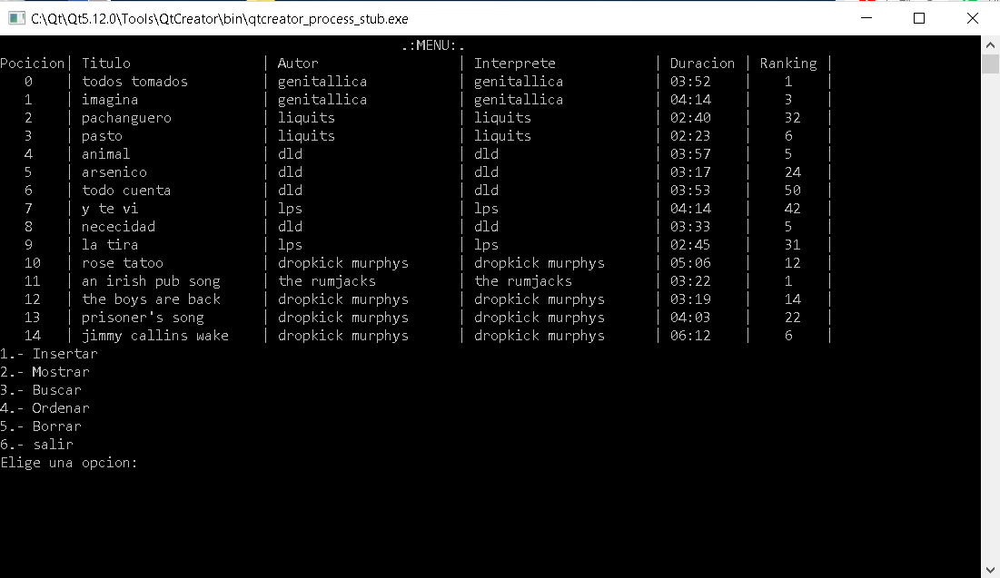 C:\Qt\Qt5.12.0\Tools\QtCreator\bin\qtcreator_process_stub.exe
.:MENU:.
Pocicion| Titulo | Autor | Interprete | Duracion | Ranking |
0 | todos tomados | genitallica | genitallica | 03:52 | 1 |
1 | imagina | genitallica | genitallica | 04:14 | 3 |
2 | pachanguero | liquits | liquits | 02:40 | 32 |
3 | pasto | liquits | liquits | 02:23 | 6 |
4 | animal | dld | dld | 03:57 | 5 |
5 | arsenico | dld | dld | 03:17 | 24 |
6 | todo cuenta | dld | dld | 03:53 | 50 |
7 | y te vi | lps | lps | 04:14 | 42 |
8 | nececidad | dld | dld | 03:33 | 5 |
9 | la tira | lps | lps | 02:45 | 31 |
10 | rose tatoo | dropkick murphys | dropkick murphys | 05:06 | 12 |
11 | an irish pub song | the rumjacks | the rumjacks | 03:22 | 1 |
12 | the boys are back | dropkick murphys | dropkick murphys | 03:19 | 14 |
13 | prisoner's song | dropkick murphys | dropkick murphys | 04:03 | 22 |
14 | jimmy callins wake | dropkick murphys | dropkick murphys | 06:12 | 6 |
1.- Insertar
2.- Mostrar
3.- Buscar
4.- Ordenar
5.- Borrar
6.- salir
Elige una opcion: